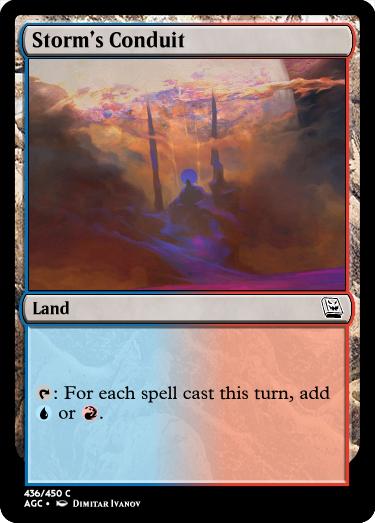 Storm's Conduit
Land
: For each spell cast this turn, add
or .
436/450 C
AGC • Dimitar Ivanov